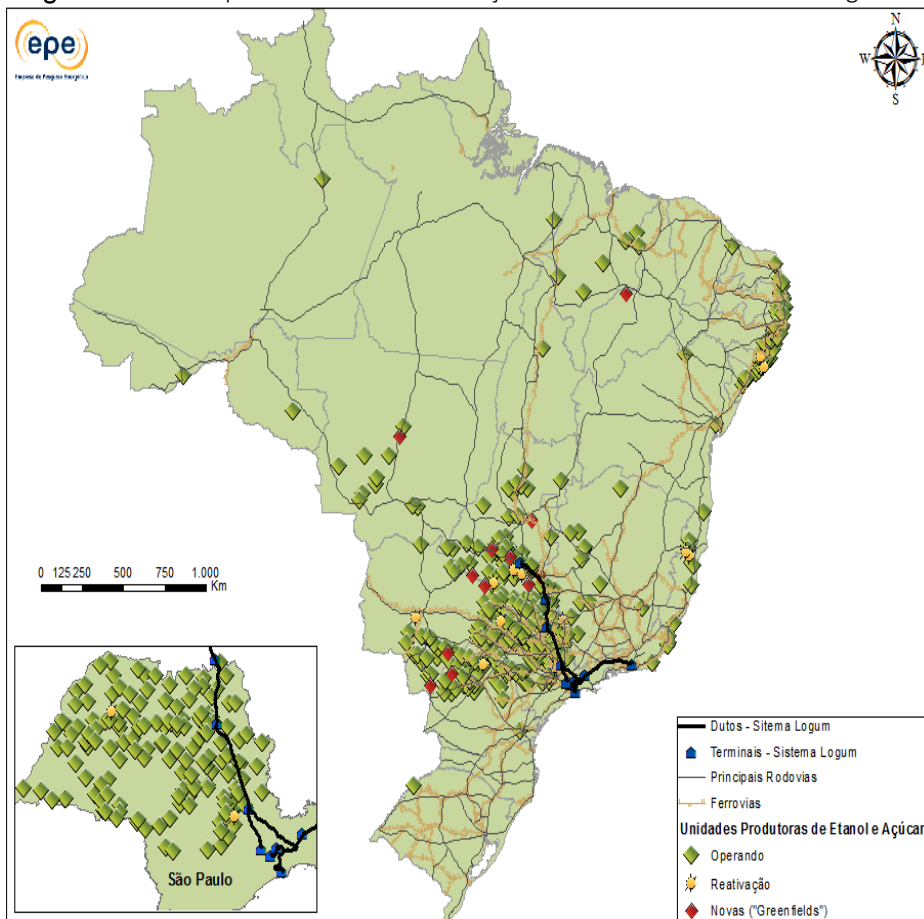 epe
Empresa de Pesquisa Energética
N
W
E
S
0 125 250 500 750 1.000
Km
São Paulo
Dutos - Sitema Logum
Terminais - Sistema Logum
Principais Rodovias
Ferrovias
Unidades Produtoras de Etanol e Açúcar
Operando
Reativação
Novas ("Greenfields")